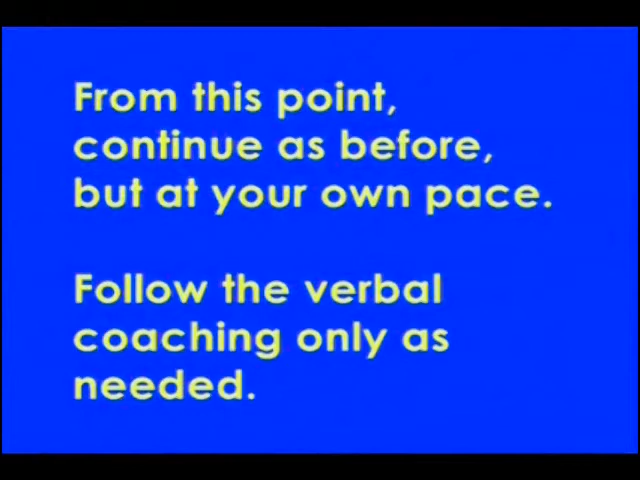 From this point,
continue as before,
but at your own pace.
Follow the verbal
coaching only as
needed.